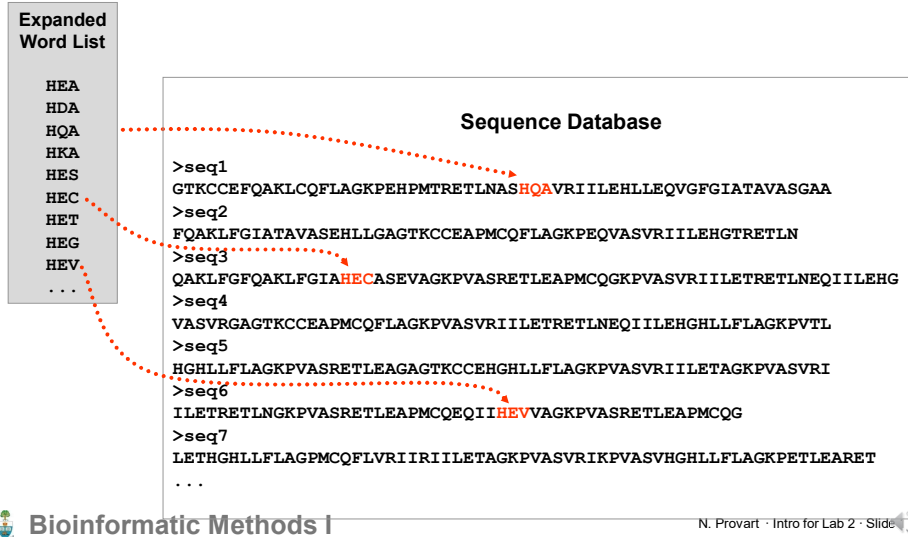 Expanded
Word List
HEA
HDA
HQA
HKA
HES
HEC
HET
HEG
HEV
...
Sequence Database
>seq1
GTKCCEFQAKLCQFLAGKPEHPMTRETLNASHQAVRIILEHLLEQVGFGIATAVASGAA
>seq2
FQAKLFGIATAVASEHLLGAGTKCCEAPMCQFLAGKPEQVASVRIILEHGTRETLN
>seq3
QAKLFGFQAKLFGIAHECASEVAGKPVASRETLEAPMCQGKPVASVRIILETRETLNEQIILEHG
>seq4
VASVRGAGTKCCEAPMCQFLAGKPVASVRIILETRETLNEQIILEHGHLLFLAGKPVTL
>seq5
HGHLLFLAGKPVASRETLEAGAGTKCCEHGHLLFLAGKPVASVRIILETAGKPVASVRI
>seq6
ILETRETLNGKPVASRETLEAPMCQEQIIHEVVAGKPVASRETLEAPMCQG
>seq7
LETHGHLLFLAGPMCQFLVRIIRIILETAGKPVASVRIKPVASVHGHLLFLAGKPETLEARET
...
Bioinformatic Methods I
N. Provart · Intro for Lab 2 · Slide